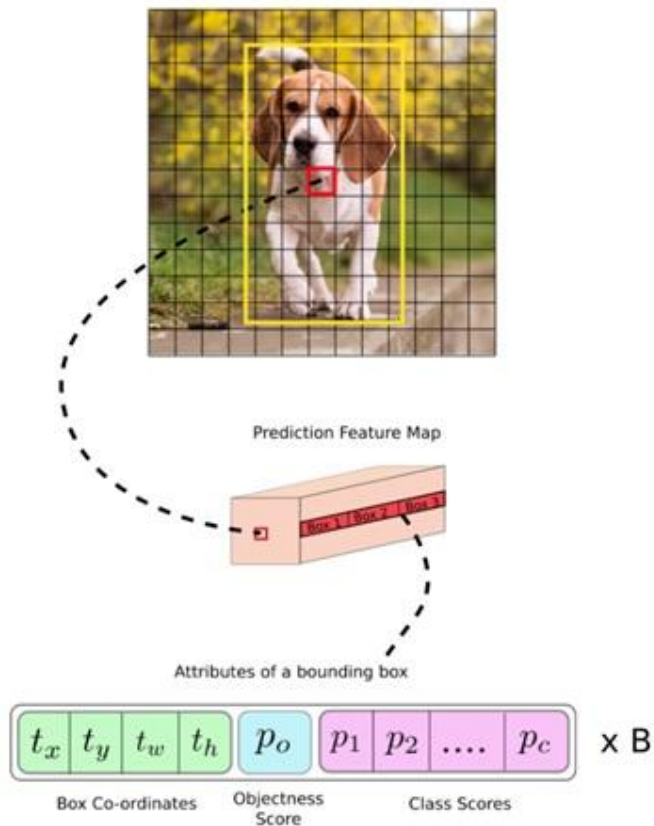 Prediction Feature Map
Box 1 Box 2 Box 3
Attributes of a bounding box
t_x t_y t_w t_h p_o p_1 p_2 .... p_c x B
Box Co-ordinates Objectness Score Class Scores